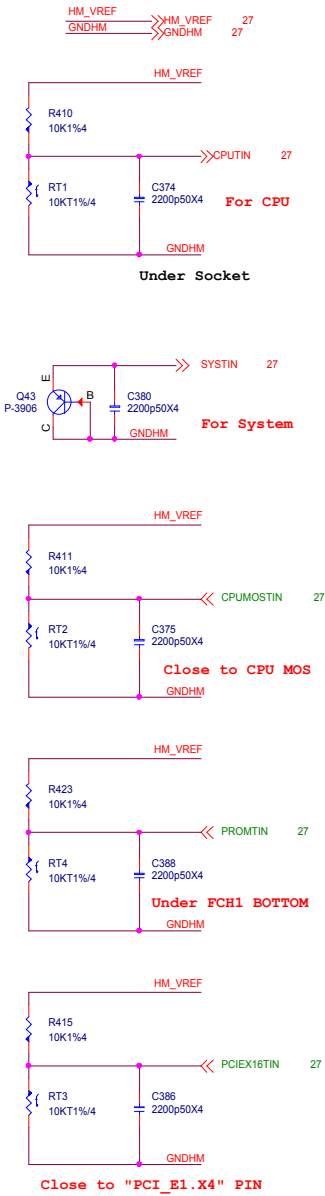 HM_VREF
HM_VREF 27
GNDHM
GNDHM 27
HM_VREF
R410
10K1%4
CPUTIN 27
RT1
10KT1%/4
C374
2200p50X4
For CPU
GNDHM
Under Socket
SYSTIN 27
E
Q43
P-3906
B
C380
2200p50X4
C
GNDHM
For System
HM_VREF
R411
10K1%4
CPUMOSTIN 27
RT2
10KT1%/4
C375
2200p50X4
Close to CPU MOS
GNDHM
HM_VREF
R423
10K1%4
PROMTIN 27
RT4
10KT1%/4
C388
2200p50X4
Under FCH1 BOTTOM
GNDHM
HM_VREF
R415
10K1%4
PCIEX16TIN 27
RT3
10KT1%/4
C386
2200p50X4
GNDHM
Close to "PCI_E1.X4" PIN